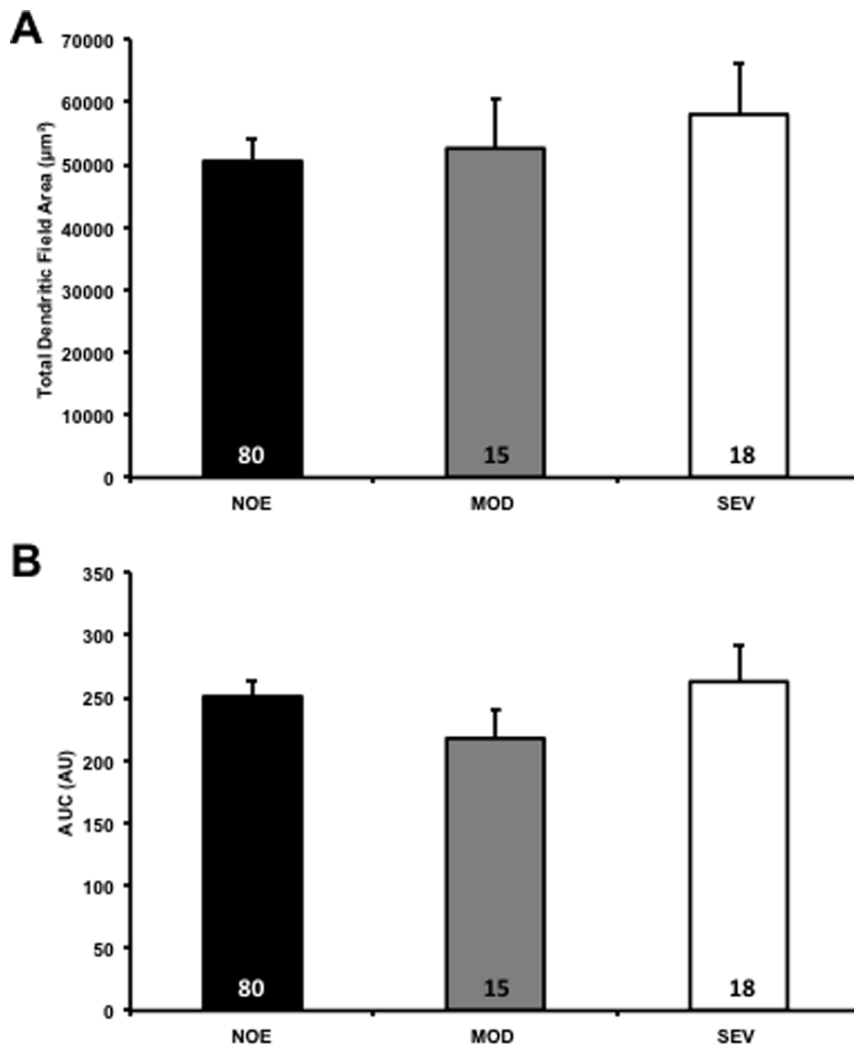 A
Total Dendritic Field Area (μm²)
70000
60000
50000
40000
30000
20000
10000
0
80
15
18
NOE
MOD
SEV
B
AUC (AU)
350
300
250
200
150
100
50
0
80
15
18
NOE
MOD
SEV